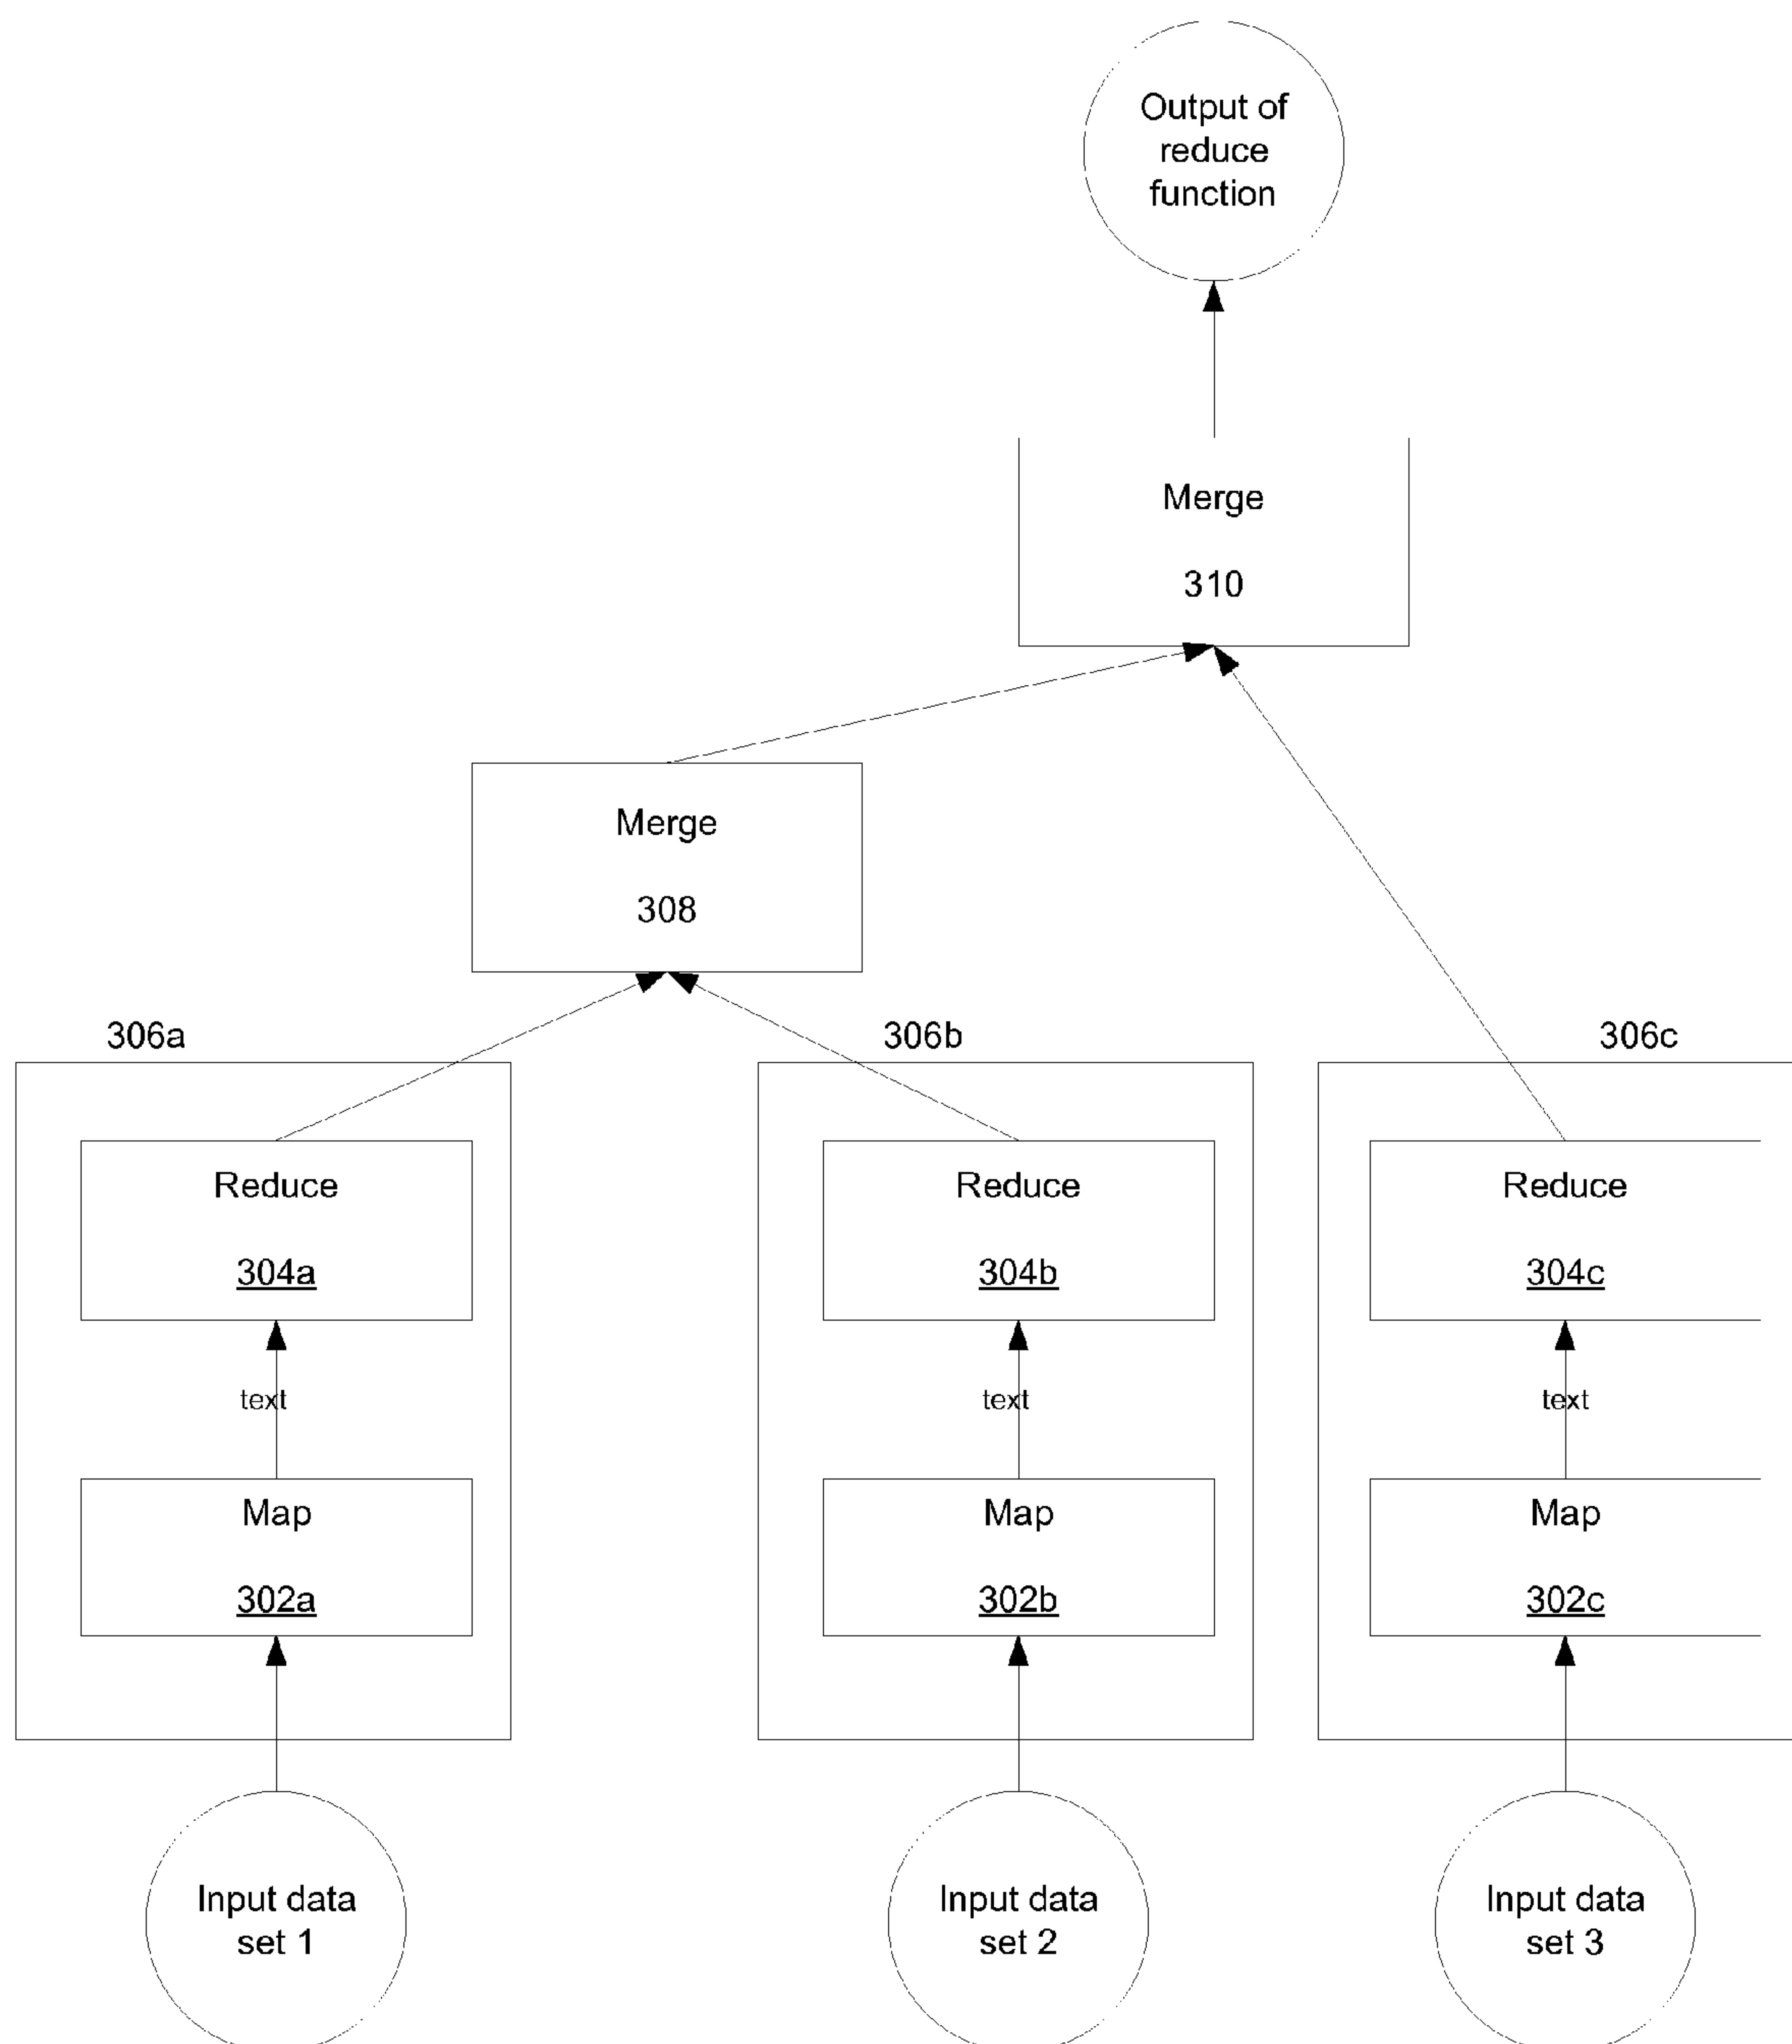 Output of
reduce
function
Merge
310
Merge
308
306a
306b
306c
Reduce
304a
Reduce
304b
Reduce
304c
text
text
text
Map
302a
Map
302b
Map
302c
Input data
set 1
Input data
set 2
Input data
set 3